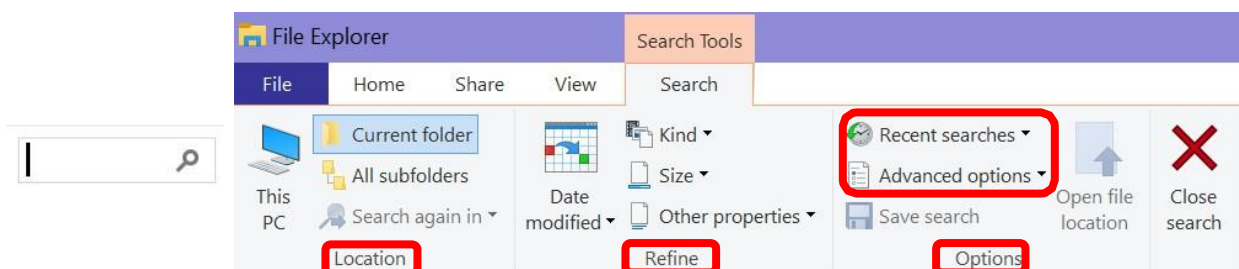 File Explorer
Search Tools
File Home Share View Search
This PC
Current folder
All subfolders
Search again in
Location
Date modified
Kind
Size
Other properties
Refine
Recent searches
Advanced options
Save search
Open file location
Options
Close search